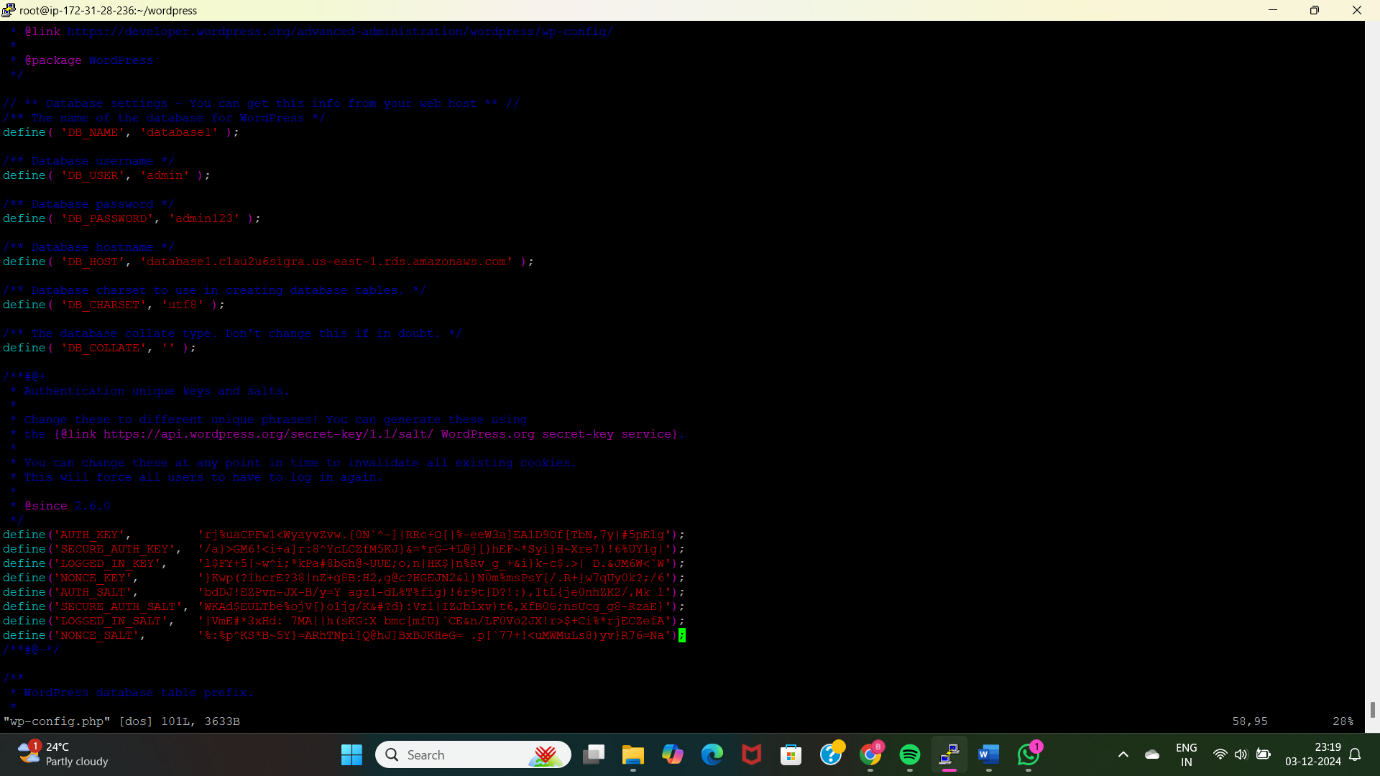 root@ip-172-31-28-236:~/wordpress
* @link https://developer.wordpress.org/advanced-administration/wordpress/wp-config/
*
* @package WordPress
*/
// ** Database settings - You can get this info from your web host ** //
/** The name of the database for WordPress */
define( 'DB_NAME', 'database1' );
/** Database username */
define( 'DB_USER', 'admin' );
/** Database password */
define( 'DB_PASSWORD', 'admin123' );
/** Database hostname */
define( 'DB_HOST', 'database1.c1au2u6sigra.us-east-1.rds.amazonaws.com' );
/** Database charset to use in creating database tables. */
define( 'DB_CHARSET', 'utf8' );
/** The database collate type. Don't change this if in doubt. */
define( 'DB_COLLATE', '' );
/**#@+
* Authentication unique keys and salts.
*
* Change these to different unique phrases! You can generate these using
* the {@link https://api.wordpress.org/secret-key/1.1/salt/ WordPress.org secret-key service}.
*
* You can change these at any point in time to invalidate all existing cookies.
* This will force all users to have to log in again.
*
* @since 2.6.0
*/
define('AUTH_KEY',
define('SECURE_AUTH_KEY',
define('LOGGED_IN_KEY',
define('NONCE_KEY',
define('AUTH_SALT',
define('SECURE_AUTH_SALT',
define('LOGGED_IN_SALT',
define('NONCE_SALT',
/**#@-*/
/**
* WordPress database table prefix.
*
"wp-config.php" [dos] 101L, 3633B 58,95 28%
1
24°C
Partly cloudy
Search
8
1
ENG
IN
23:19
03-12-2024